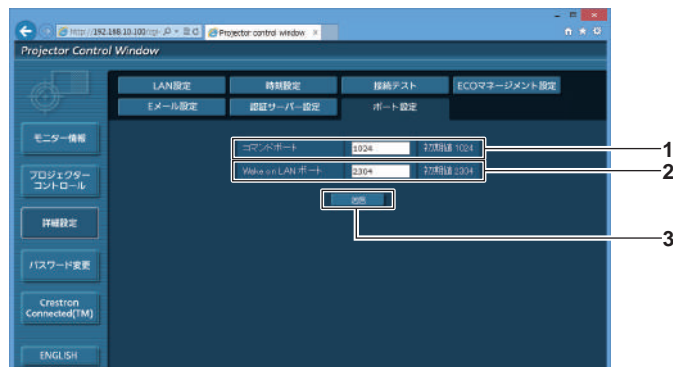 http://192.168.10.100/cgi-
Projector control window
Projector Control Window
LAN設定
時刻設定
接続テスト
ECOマネージメント設定
Eメール設定
認証サーバー設定
ポート設定
モニター情報
プロジェクター
コントロール
詳細設定
パスワード変更
Crestron
Connected(TM)
ENGLISH
コマンドポート
1024
初期値 1024
1
Wake on LAN ポート
2304
初期値 2304
2
送信
3